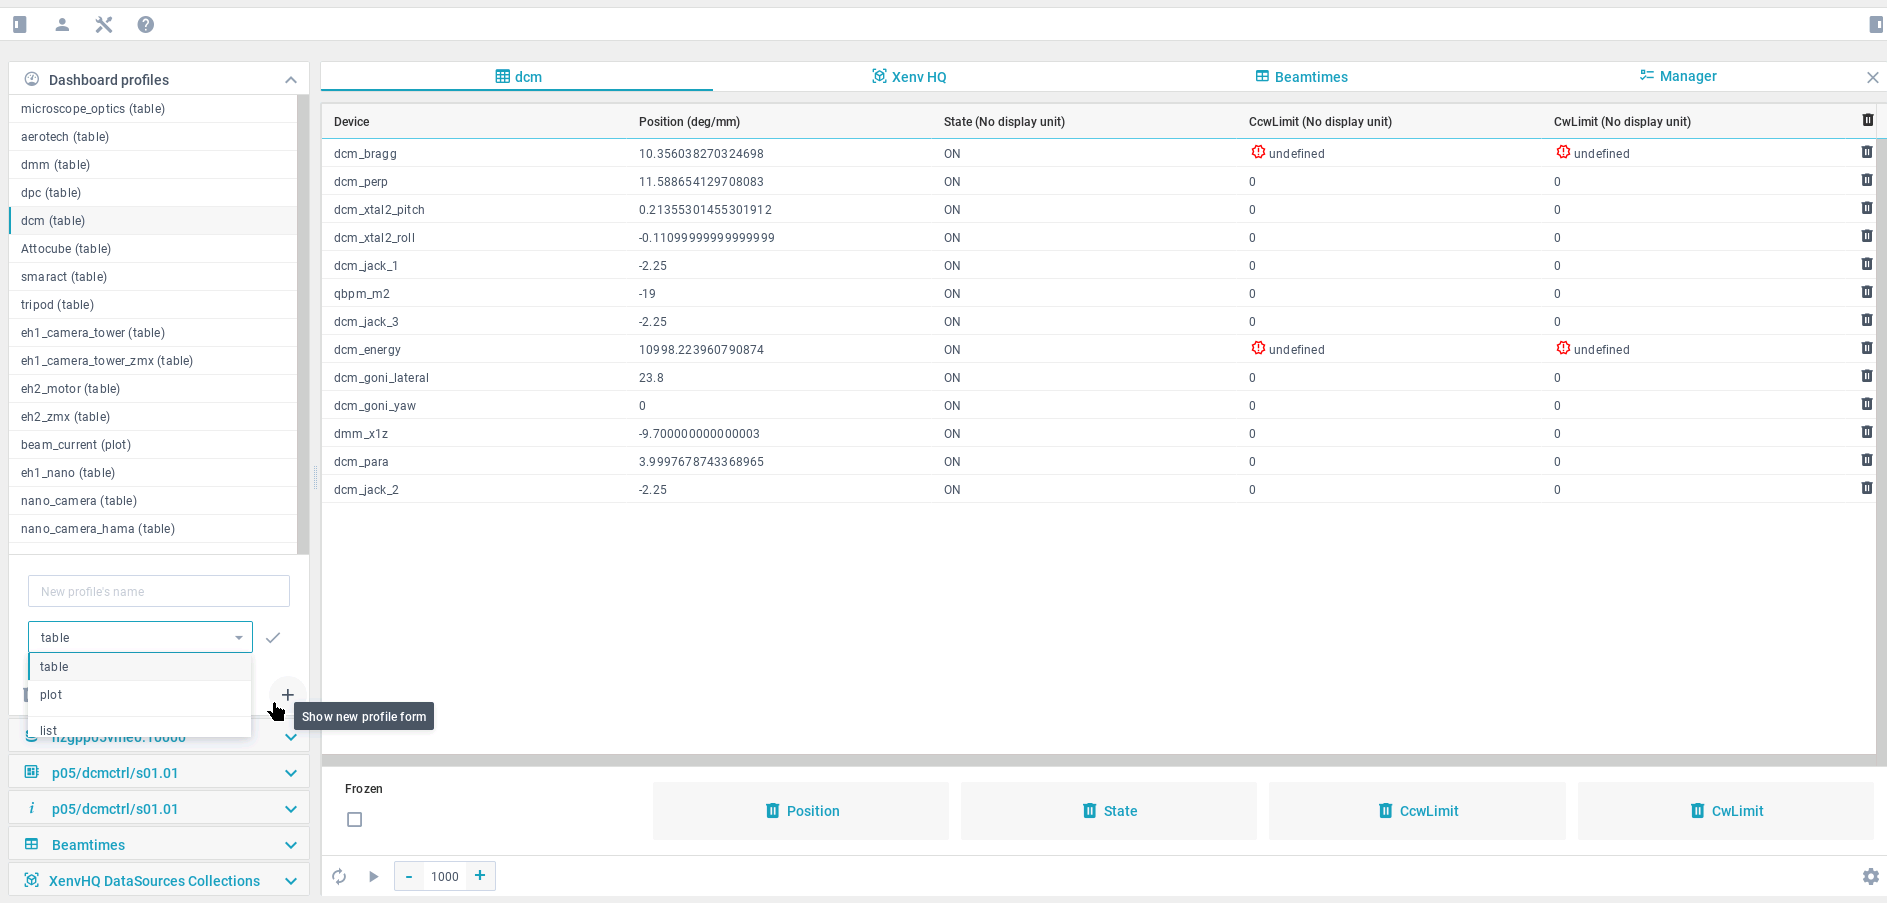 Dashboard profiles
microscope_optics (table)
aerotech (table)
dmm (table)
dpc (table)
dcm (table)
Attocube (table)
smaract (table)
tripod (table)
eh1_camera_tower (table)
eh1_camera_tower_zmx (table)
eh2_motor (table)
eh2_zmx (table)
beam_current (plot)
eh1_nano (table)
nano_camera (table)
nano_camera_hama (table)
New profile's name
table
table
plot
list
Show new profile form
p05/dcmctrl/s01.01
i p05/dcmctrl/s01.01
Beamtimes
XenvHQ DataSources Collections
dcm Xenv HQ Beamtimes Manager
Device Position (deg/mm) State (No display unit) CcwLimit (No display unit) CwLimit (No display unit)
dcm_bragg 10.356038270324698 ON undefined undefined
dcm_perp 11.588654129708083 ON 0 0
dcm_xtal2_pitch 0.21355301455301912 ON 0 0
dcm_xtal2_roll -0.11099999999999999 ON 0 0
dcm_jack_1 -2.25 ON 0 0
qbpm_m2 -19 ON 0 0
dcm_jack_3 -2.25 ON 0 0
dcm_energy 10998.223960790874 ON undefined undefined
dcm_goni_lateral 23.8 ON 0 0
dcm_goni_yaw 0 ON 0 0
dmm_x1z -9.700000000000003 ON 0 0
dcm_para 3.9997678743368965 ON 0 0
dcm_jack_2 -2.25 ON 0 0
Frozen
Position State CcwLimit CwLimit
- 1000 +